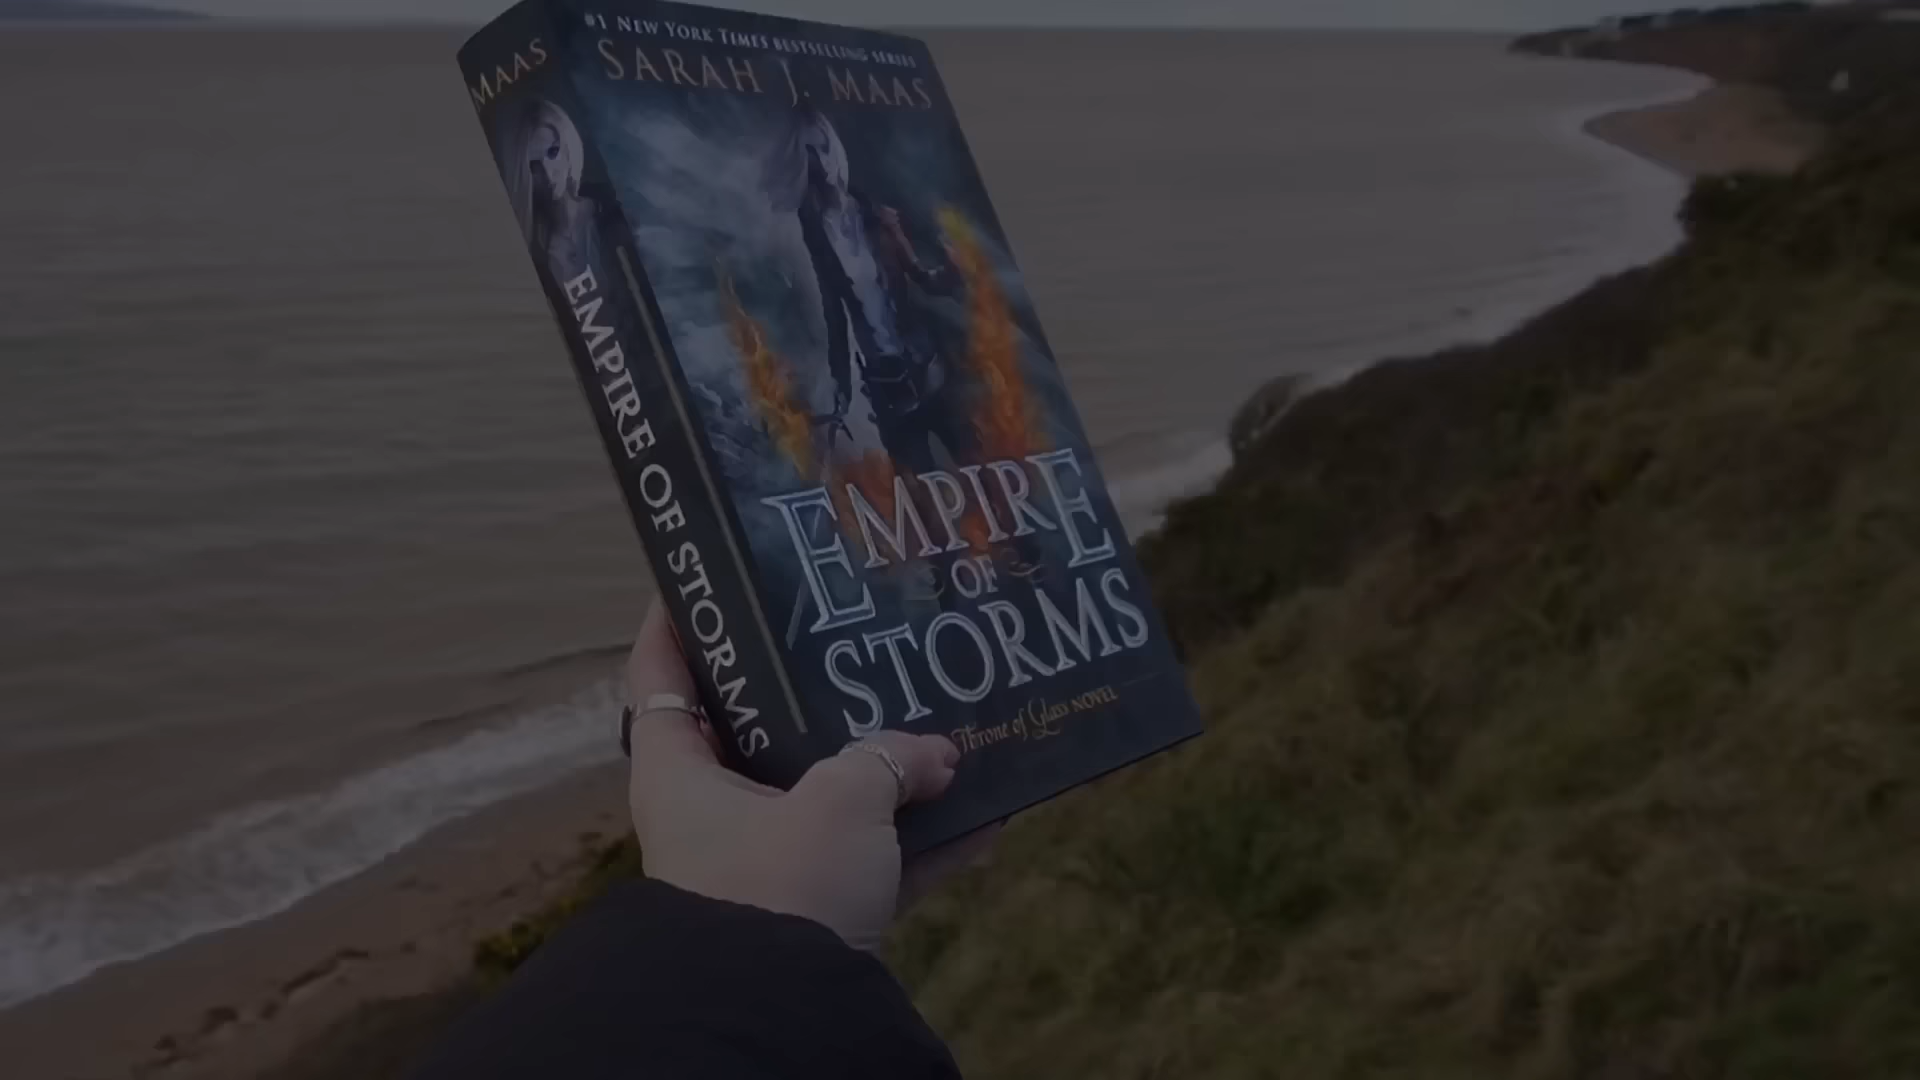 #1 NEW YORK TIMES BESTSELLING SERIES
SARAH J. MAAS
EMPIRE
OF
STORMS
Throne of Glass NOVEL
MAAS
EMPIRE OF STORMS